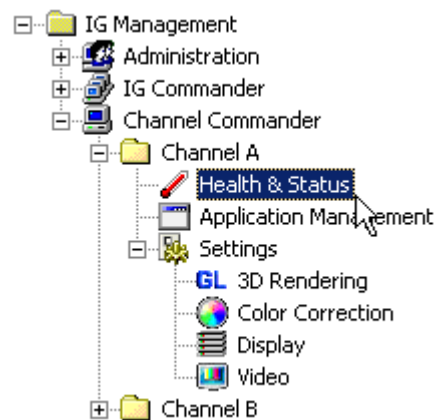 IG Management
Administration
IG Commander
Channel Commander
Channel A
Health & Status
Application Management
Settings
GL 3D Rendering
Color Correction
Display
Video
Channel B